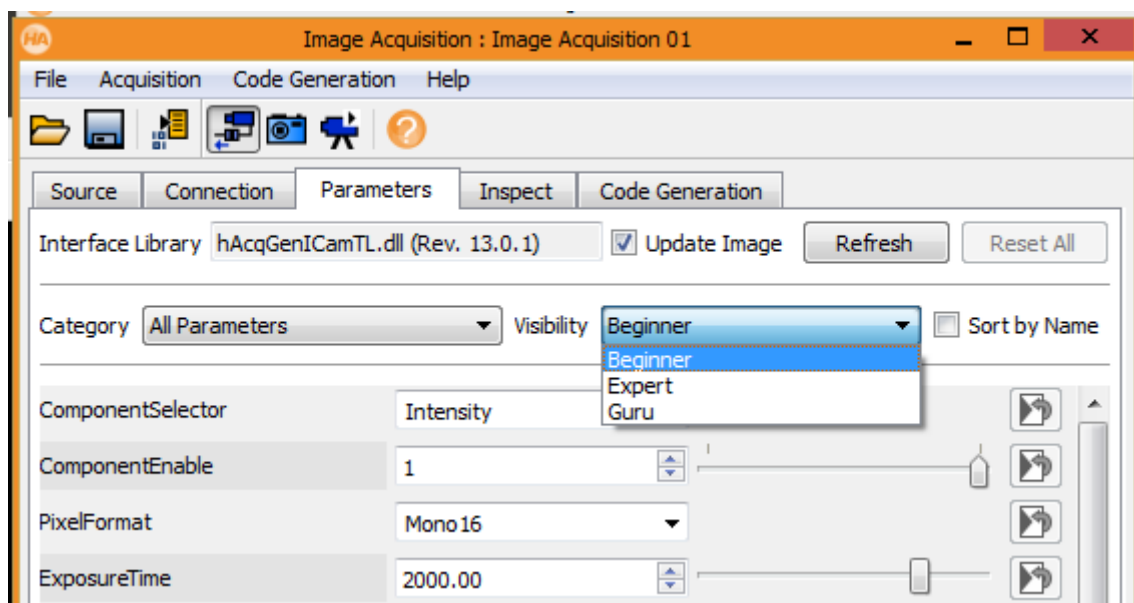 HA Image Acquisition : Image Acquisition 01
File Acquisition Code Generation Help
Source Connection Parameters Inspect Code Generation
Interface Library hAcqGenICamTL.dll (Rev. 13.0.1) Update Image Refresh Reset All
Category All Parameters Visibility Beginner Sort by Name
Beginner
Expert
Guru
ComponentSelector Intensity
ComponentEnable 1
PixelFormat Mono16
ExposureTime 2000.00